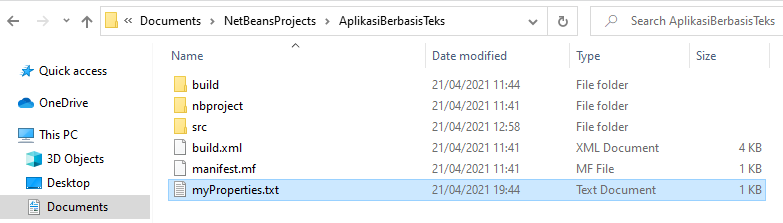 « Documents > NetBeansProjects > AplikasiBerbasisTeks
Search AplikasiBerbasisTeks
Name Date modified Type Size
Quick access
OneDrive
This PC
3D Objects
Desktop
Documents
build 21/04/2021 11:44 File folder
nbproject 21/04/2021 11:41 File folder
src 21/04/2021 12:58 File folder
build.xml 21/04/2021 11:41 XML Document 4 KB
manifest.mf 21/04/2021 11:41 MF File 1 KB
myProperties.txt 21/04/2021 19:44 Text Document 1 KB